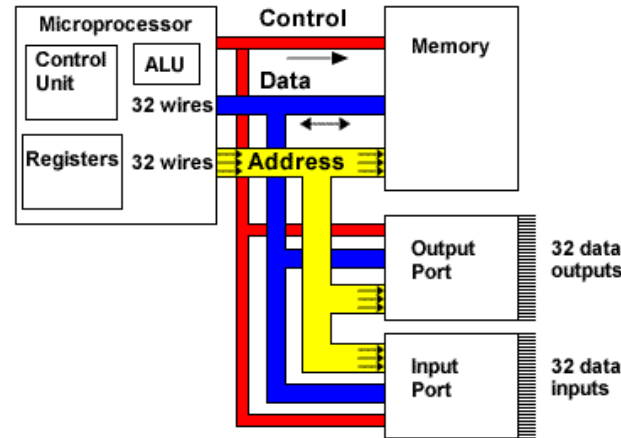 Microprocessor
Control
Unit
ALU
32 wires
Registers
32 wires
Control
Data
Address
Memory
Output
Port
32 data
outputs
Input
Port
32 data
inputs